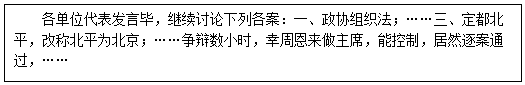 各单位代表发言毕，继续讨论下列各案：一、政协组织法；……三、定都北
平，改称北平为北京；……争辩数小时，幸周恩来做主席，能控制，居然逐案通
过，……